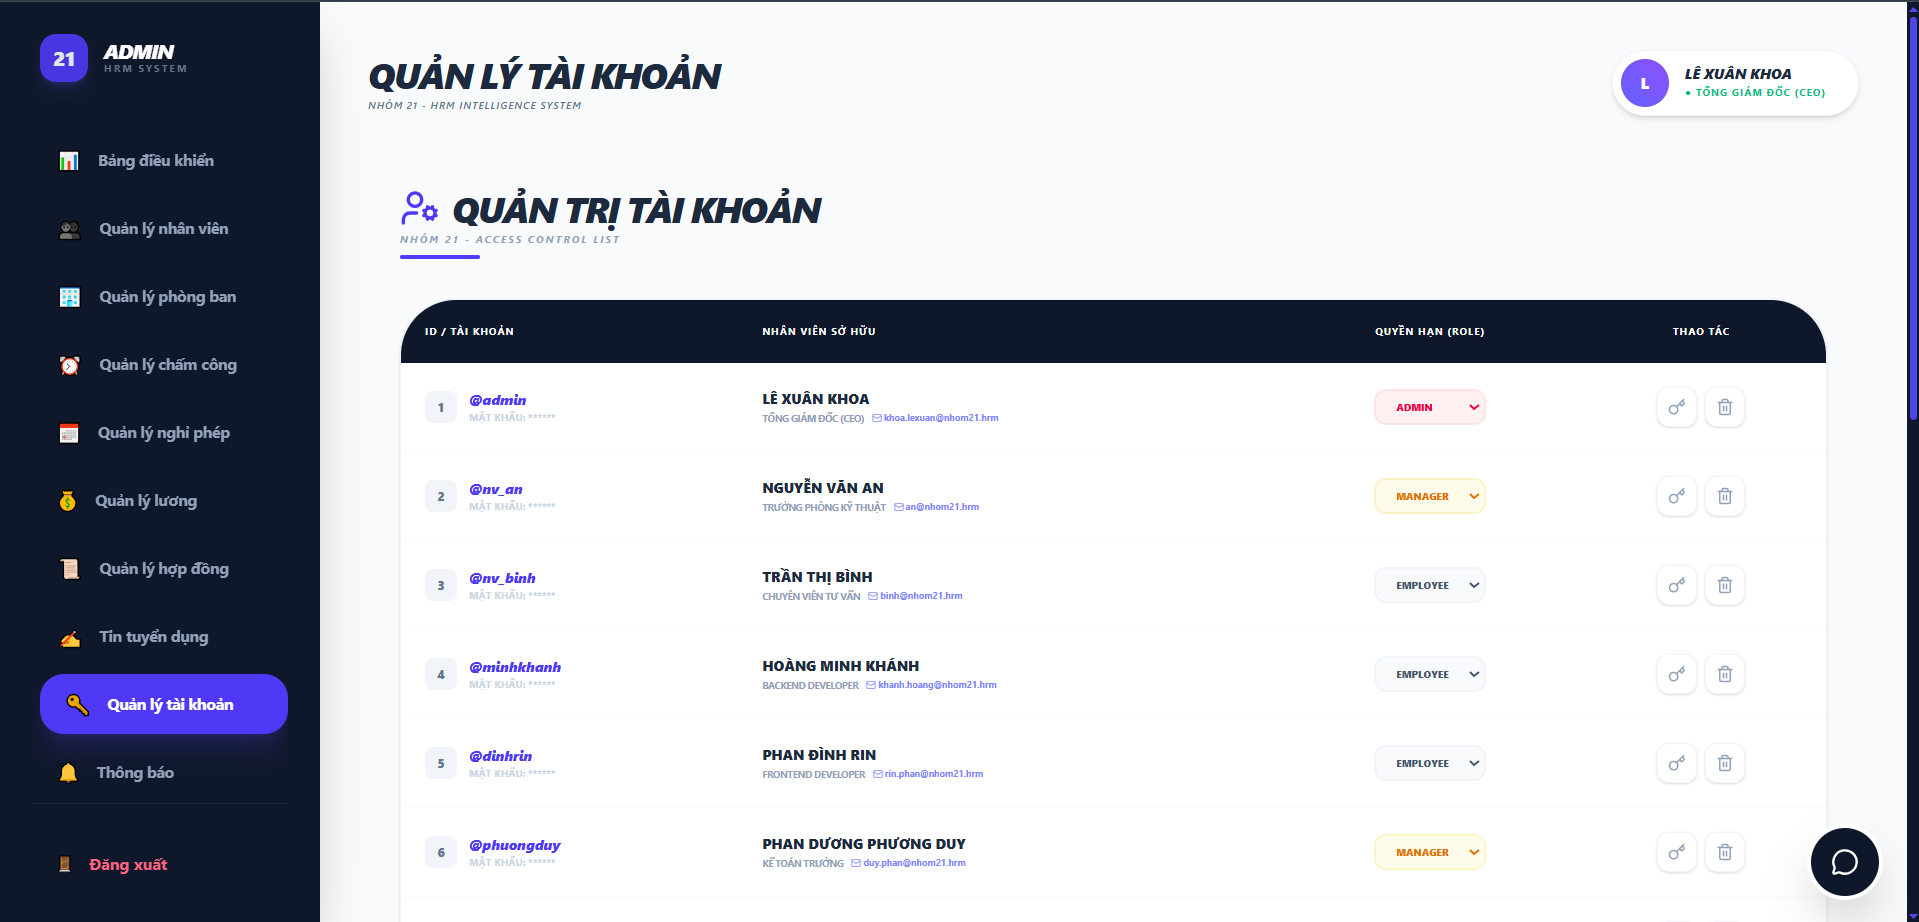 21
ADMIN
HRM SYSTEM
Bảng điều khiển
Quản lý nhân viên
Quản lý phòng ban
Quản lý chấm công
Quản lý nghỉ phép
Quản lý lương
Quản lý hợp đồng
Tin tuyển dụng
Quản lý tài khoản
Thông báo
Đăng xuất
QUẢN LÝ TÀI KHOẢN
NHÓM 21 - HRM INTELLIGENCE SYSTEM
L
LÊ XUÂN KHOA
● TỔNG GIÁM ĐỐC (CEO)
QUẢN TRỊ TÀI KHOẢN
NHÓM 21 - ACCESS CONTROL LIST
ID / TÀI KHOẢN NHÂN VIÊN SỞ HỮU QUYỀN HẠN (ROLE) THAO TÁC
1 @admin LÊ XUÂN KHOA ADMIN
MẬT KHẨU: ****** TỔNG GIÁM ĐỐC (CEO) khoa.lexuan@nhom21.hrm
2 @nv_an NGUYỄN VĂN AN MANAGER
MẬT KHẨU: ****** TRƯỞNG PHÒNG KỸ THUẬT an@nhom21.hrm
3 @nv_binh TRẦN THỊ BÌNH EMPLOYEE
MẬT KHẨU: ****** CHUYÊN VIÊN TƯ VẤN binh@nhom21.hrm
4 @minhkhanh HOÀNG MINH KHÁNH EMPLOYEE
MẬT KHẨU: ****** BACKEND DEVELOPER khanh.hoang@nhom21.hrm
5 @dinhrin PHAN ĐÌNH RIN EMPLOYEE
MẬT KHẨU: ****** FRONTEND DEVELOPER rin.phan@nhom21.hrm
6 @phuongduy PHAN DƯƠNG PHƯƠNG DUY MANAGER
MẬT KHẨU: ****** KẾ TOÁN TRƯỞNG duy.phan@nhom21.hrm